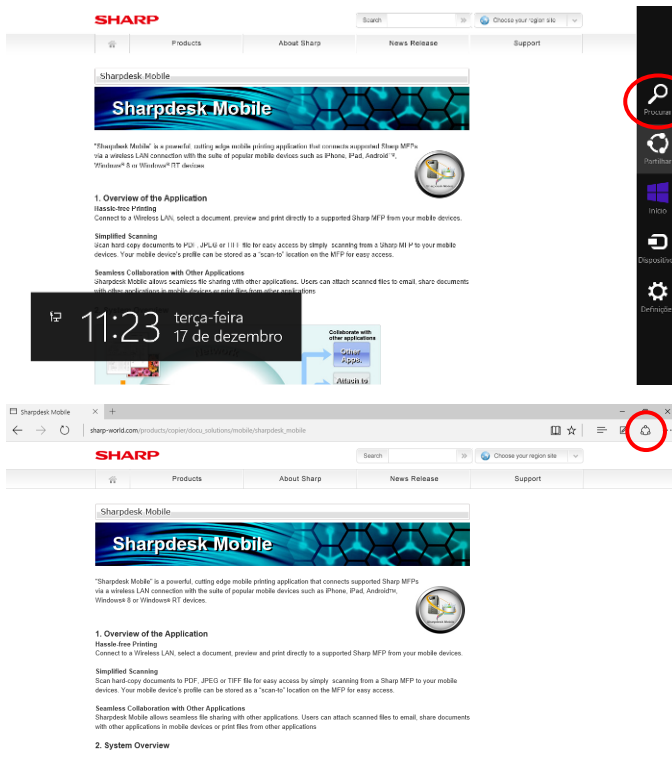 SHARP
Search
Choose your region site
Products
About Sharp
News Release
Support
Sharpdesk Mobile
Sharpdesk Mobile
"Sharpdesk Mobile" is a powerful, cutting edge mobile printing application that connects supported Sharp MFPs
via a wireless LAN connection with the suite of popular mobile devices such as iPhone, iPad, Android™,
Windows® 8 or Windows® RT devices.
1. Overview of the Application
Hassle-free Printing
Connect to a Wireless LAN, select a document, preview and print directly to a supported Sharp MFP from your mobile devices.
Simplified Scanning
Scan hard copy documents to PDF, JPEG or TIFF file for easy access by simply scanning from a Sharp MFP to your mobile
devices. Your mobile device's profile can be stored as a "scan-to" location on the MFP for easy access.
Seamless Collaboration with Other Applications
Sharpdesk Mobile allows seamless file sharing with other applications. Users can attach scanned files to email, share documents
with other applications in mobile devices or print files from other applications
Collaborate with
other applications
Other
Apps.
Attach to
11:23
terça-feira
17 de dezembro
Procurar
Partilhar
Início
Dispositivo
Definiçõe
Sharpdesk Mobile
sharp-world.com/products/copier/docu_solutions/mobile/sharpdesk_mobile
SHARP
Search
Choose your region site
Products
About Sharp
News Release
Support
Sharpdesk Mobile
Sharpdesk Mobile
"Sharpdesk Mobile" is a powerful, cutting edge mobile printing application that connects supported Sharp MFPs
via a wireless LAN connection with the suite of popular mobile devices such as iPhone, iPad, Android™,
Windows® 8 or Windows® RT devices.
1. Overview of the Application
Hassle-free Printing
Connect to a Wireless LAN, select a document, preview and print directly to a supported Sharp MFP from your mobile devices.
Simplified Scanning
Scan hard copy documents to PDF, JPEG or TIFF file for easy access by simply scanning from a Sharp MFP to your mobile
devices. Your mobile device's profile can be stored as a "scan-to" location on the MFP for easy access.
Seamless Collaboration with Other Applications
Sharpdesk Mobile allows seamless file sharing with other applications. Users can attach scanned files to email, share documents
with other applications in mobile devices or print files from other applications
2. System Overview